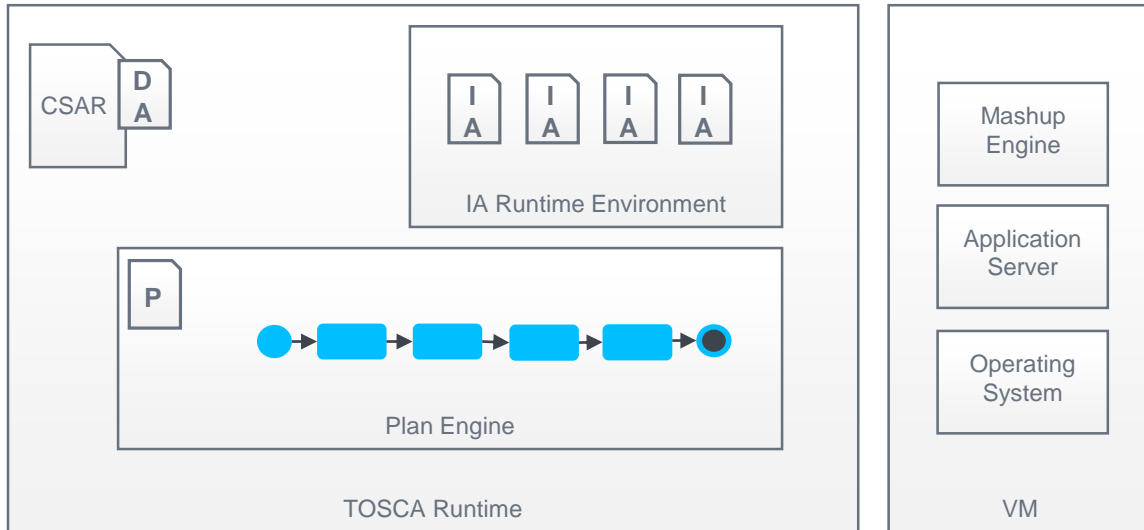 CSAR
D
A
I
A
I
A
I
A
I
A
IA Runtime Environment
P
Plan Engine
TOSCA Runtime
Mashup
Engine
Application
Server
Operating
System
VM